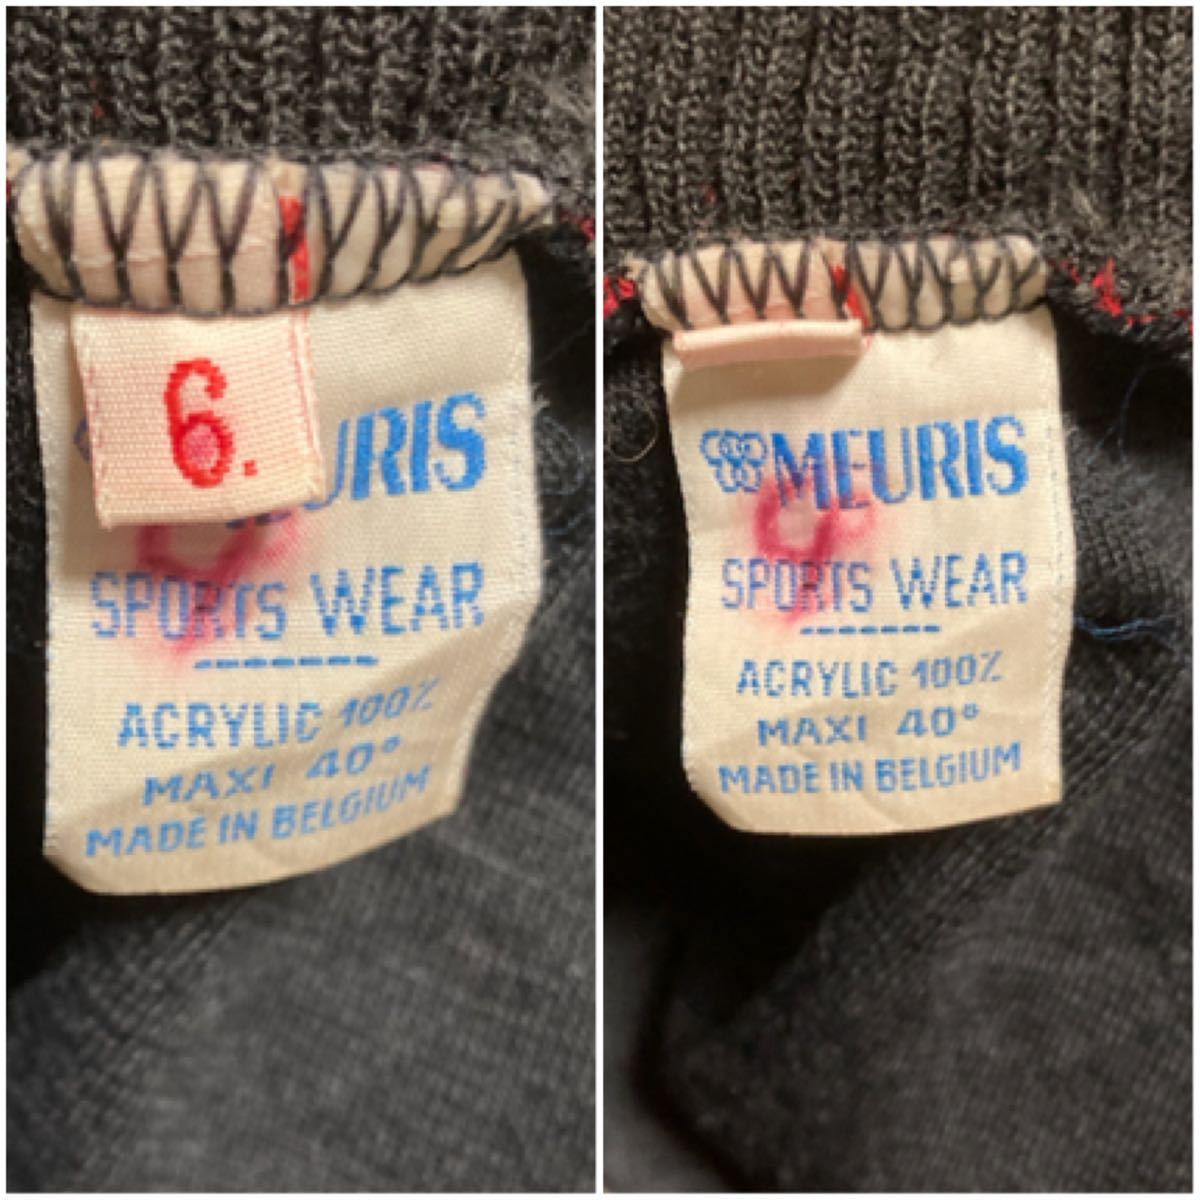 6.
URIS
SPORTS WEAR
ACRYLIC 100%
MAXI 40°
MADE IN BELGIUM
MEURIS
SPORTS WEAR
ACRYLIC 100%
MAXI 40°
MADE IN BELGIUM